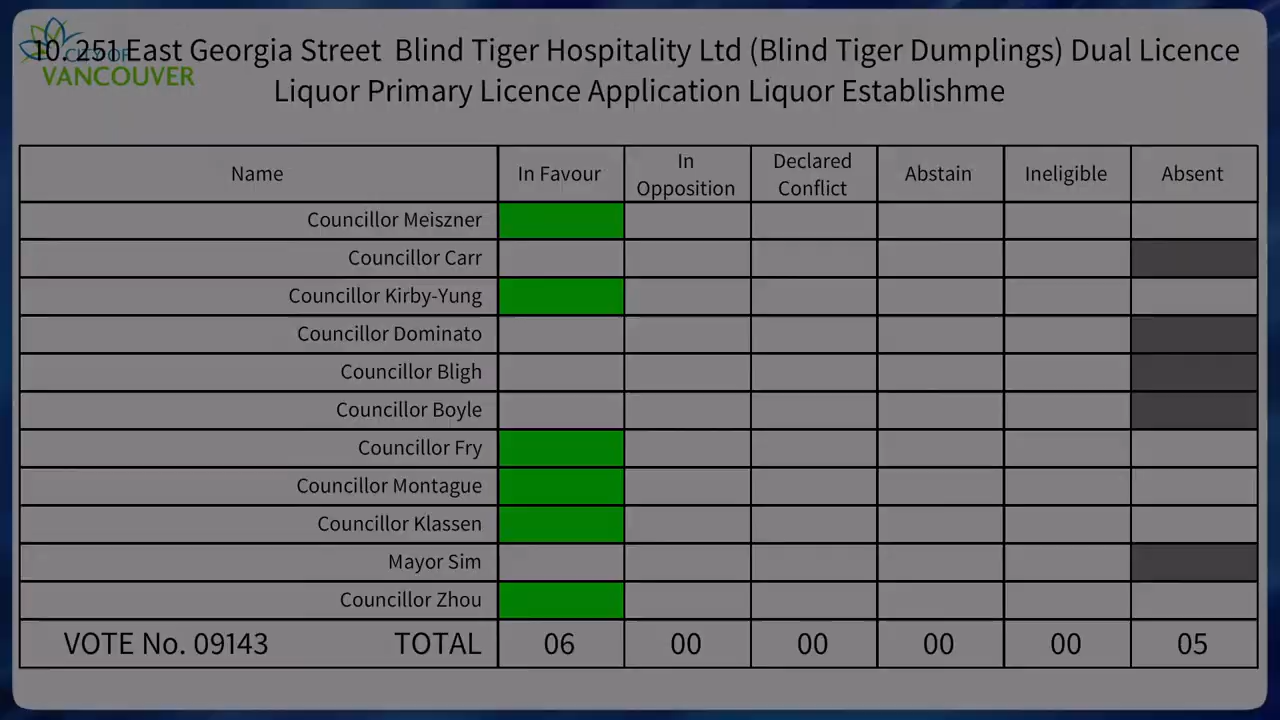 10. 251 East Georgia Street Blind Tiger Hospitality Ltd (Blind Tiger Dumplings) Dual Licence
Liquor Primary Licence Application Liquor Establishme
CITY OF
VANCOUVER
Name In Favour In Opposition Declared Conflict Abstain Ineligible Absent
Councillor Meiszner
Councillor Carr
Councillor Kirby-Yung
Councillor Dominato
Councillor Bligh
Councillor Boyle
Councillor Fry
Councillor Montague
Councillor Klassen
Mayor Sim
Councillor Zhou
VOTE No. 09143 TOTAL 06 00 00 00 00 05